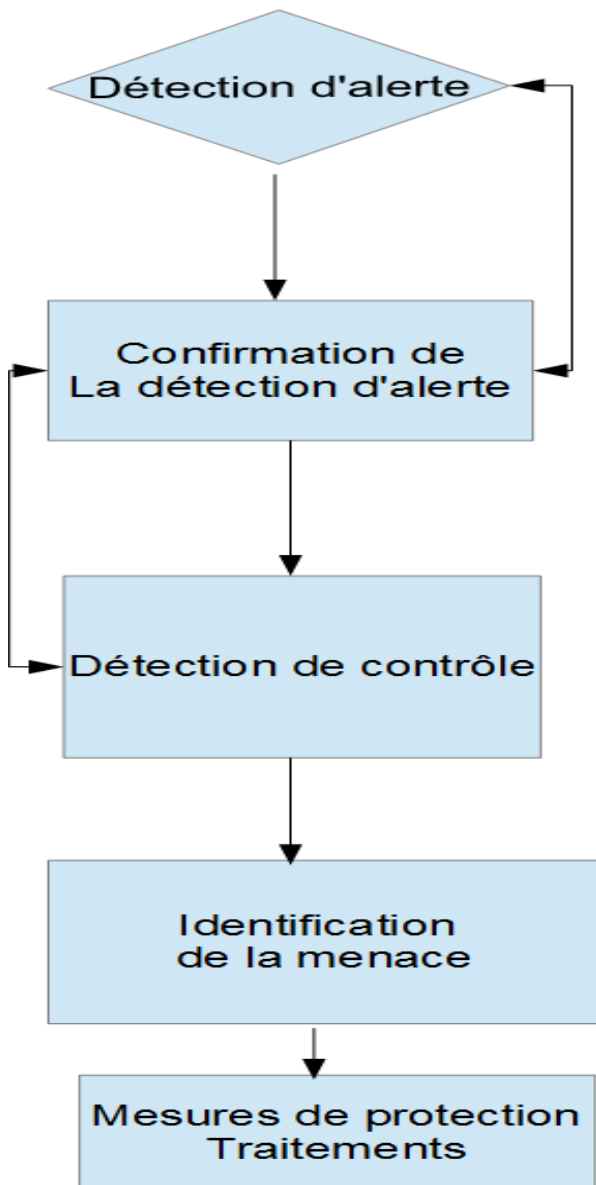 Détection d'alerte
Confirmation de
La détection d'alerte
Détection de contrôle
Identification
de la menace
Mesures de protection
Traitements